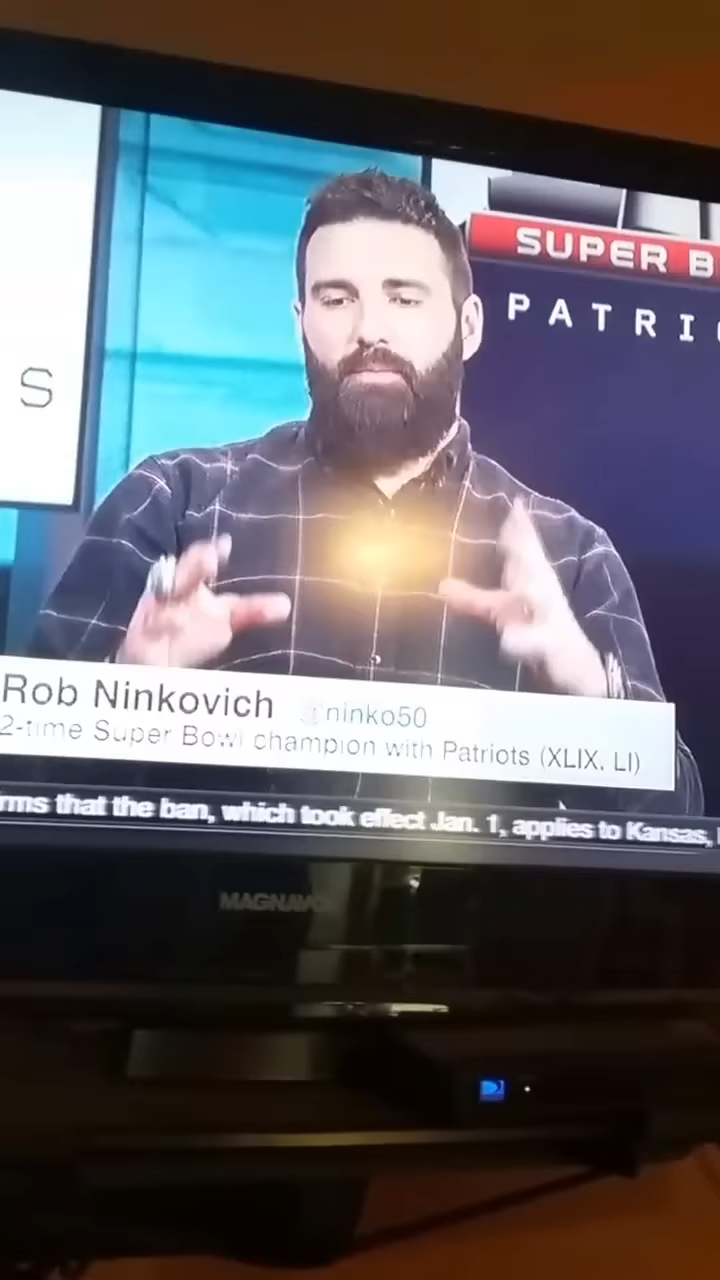 SUPER B
PATRI
S
Rob Ninkovich @ninko50
2-time Super Bowl champion with Patriots (XLIX, LI)
rms that the ban, which took effect Jan. 1, applies to Kansas,
MAGNAVOX